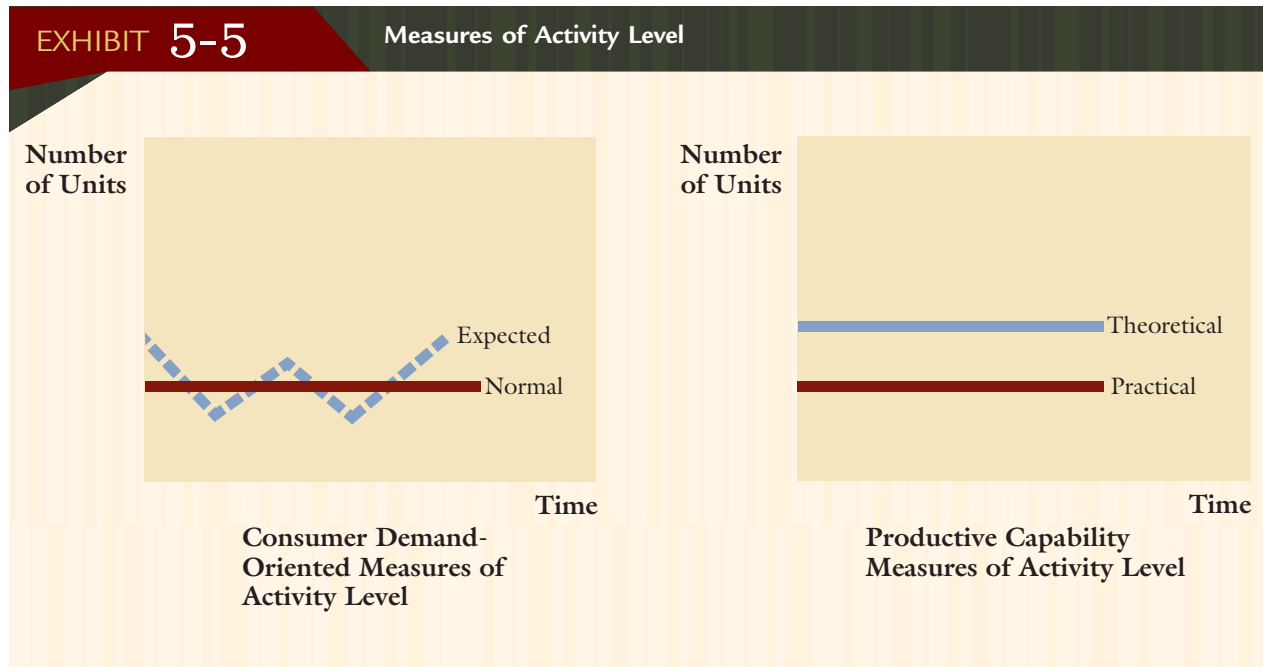 EXHIBIT 5-5
Measures of Activity Level
Number
of Units
Expected
Normal
Time
Consumer Demand-
Oriented Measures of
Activity Level
Number
of Units
Theoretical
Practical
Time
Productive Capability
Measures of Activity Level